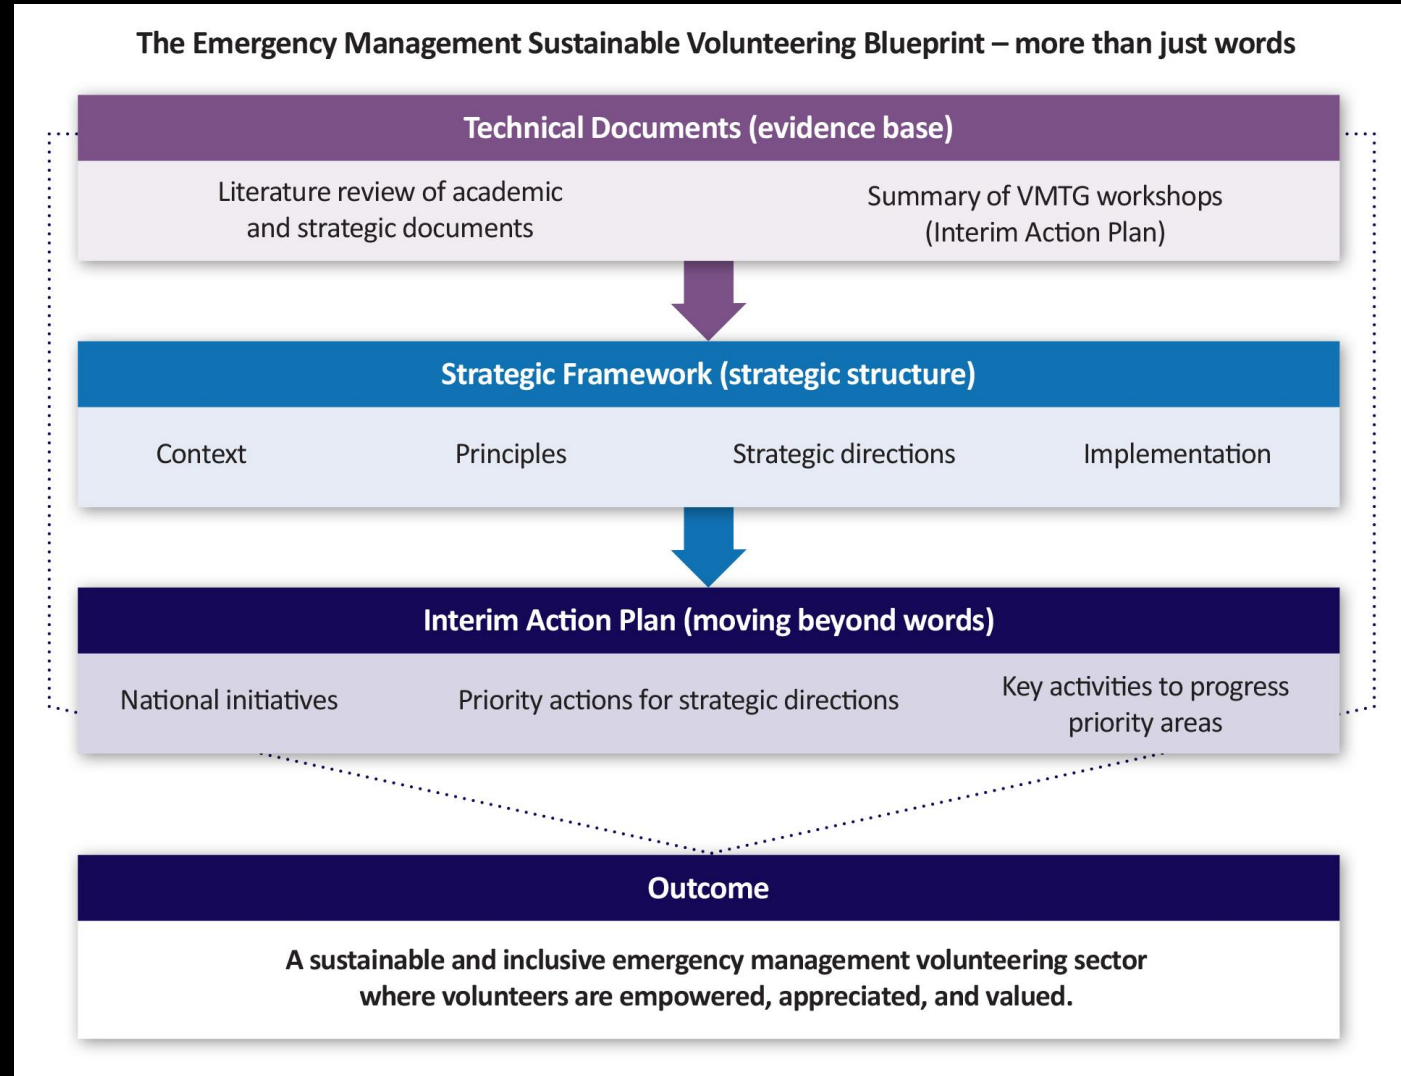 The Emergency Management Sustainable Volunteering Blueprint – more than just words
Technical Documents (evidence base)
Literature review of academic
and strategic documents
Summary of VMTG workshops
(Interim Action Plan)
Strategic Framework (strategic structure)
Context
Principles
Strategic directions
Implementation
Interim Action Plan (moving beyond words)
National initiatives
Priority actions for strategic directions
Key activities to progress
priority areas
Outcome
A sustainable and inclusive emergency management volunteering sector
where volunteers are empowered, appreciated, and valued.